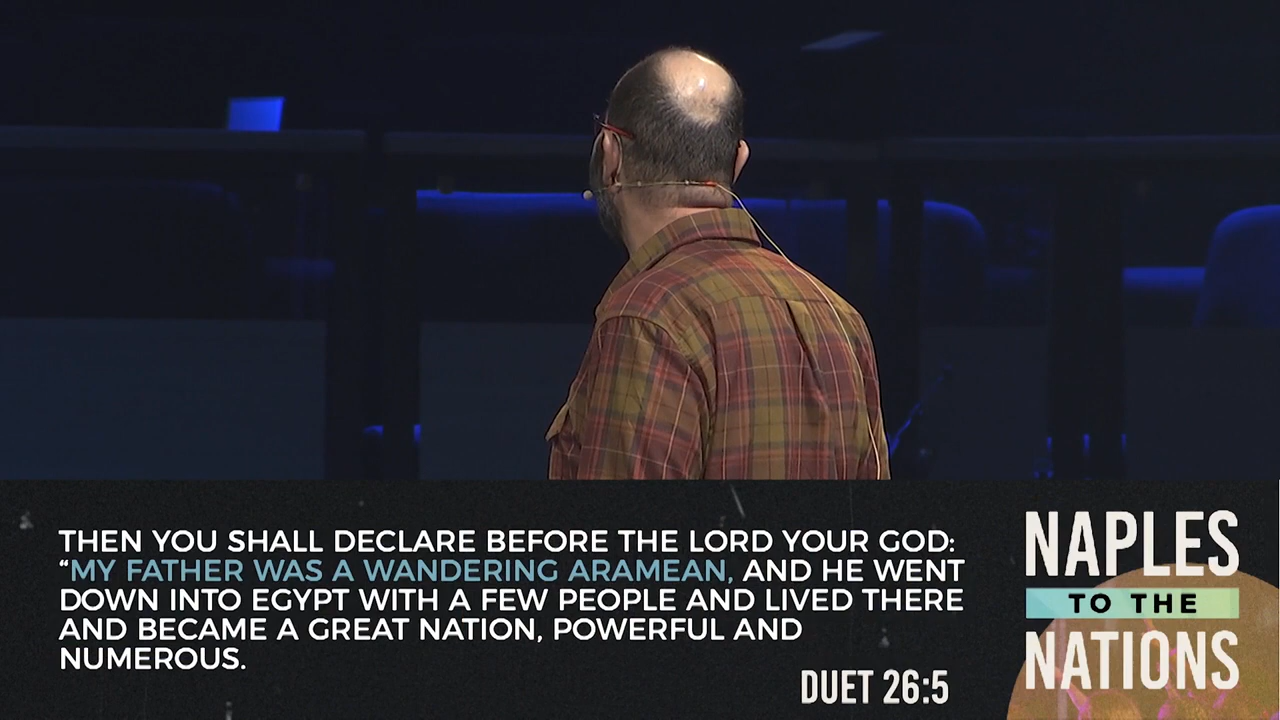 THEN YOU SHALL DECLARE BEFORE THE LORD YOUR GOD:
“MY FATHER WAS A WANDERING ARAMEAN, AND HE WENT
DOWN INTO EGYPT WITH A FEW PEOPLE AND LIVED THERE
AND BECAME A GREAT NATION, POWERFUL AND
NUMEROUS.
DUET 26:5
NAPLES
TO THE
NATIONS